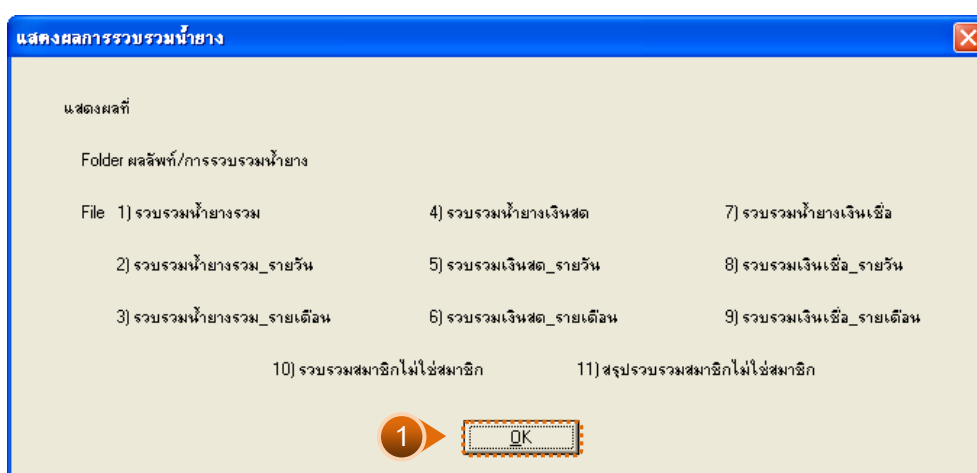 แสดงผลการรวบรวมน้ำยาง
แสดงผลที่
Folder ผลลัพท์/การรวบรวมน้ำยาง
File 1) รวบรวมน้ำยางรวม 4) รวบรวมน้ำยางเงินสด 7) รวบรวมน้ำยางเงินเชื่อ
2) รวบรวมน้ำยางรวม_รายวัน 5) รวบรวมเงินสด_รายวัน 8) รวบรวมเงินเชื่อ_รายวัน
3) รวบรวมน้ำยางรวม_รายเดือน 6) รวบรวมเงินสด_รายเดือน 9) รวบรวมเงินเชื่อ_รายเดือน
10) รวบรวมสมาชิกไม่ใช่สมาชิก 11) สรุปรวบรวมสมาชิกไม่ใช่สมาชิก
1 OK